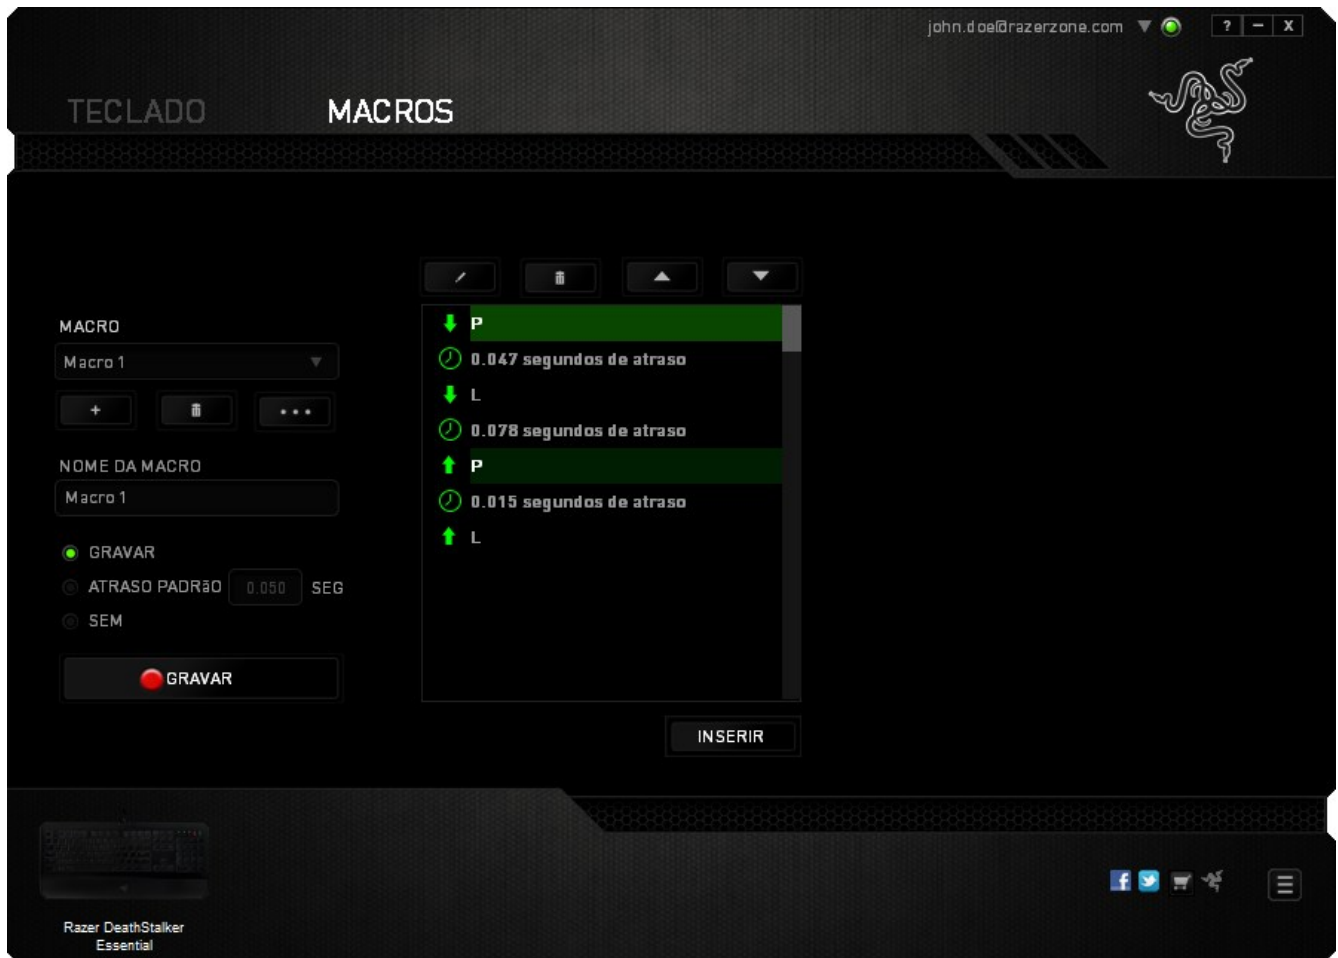 john.doe@razerzone.com
? – X
TECLADO MACROS
MACRO
Macro 1
+
NOME DA MACRO
Macro 1
GRAVAR
ATRASO PADRãO 0.050 SEG
SEM
GRAVAR
P
0.047 segundos de atraso
L
0.078 segundos de atraso
P
0.015 segundos de atraso
L
INSERIR
Razer DeathStalker
Essential
f